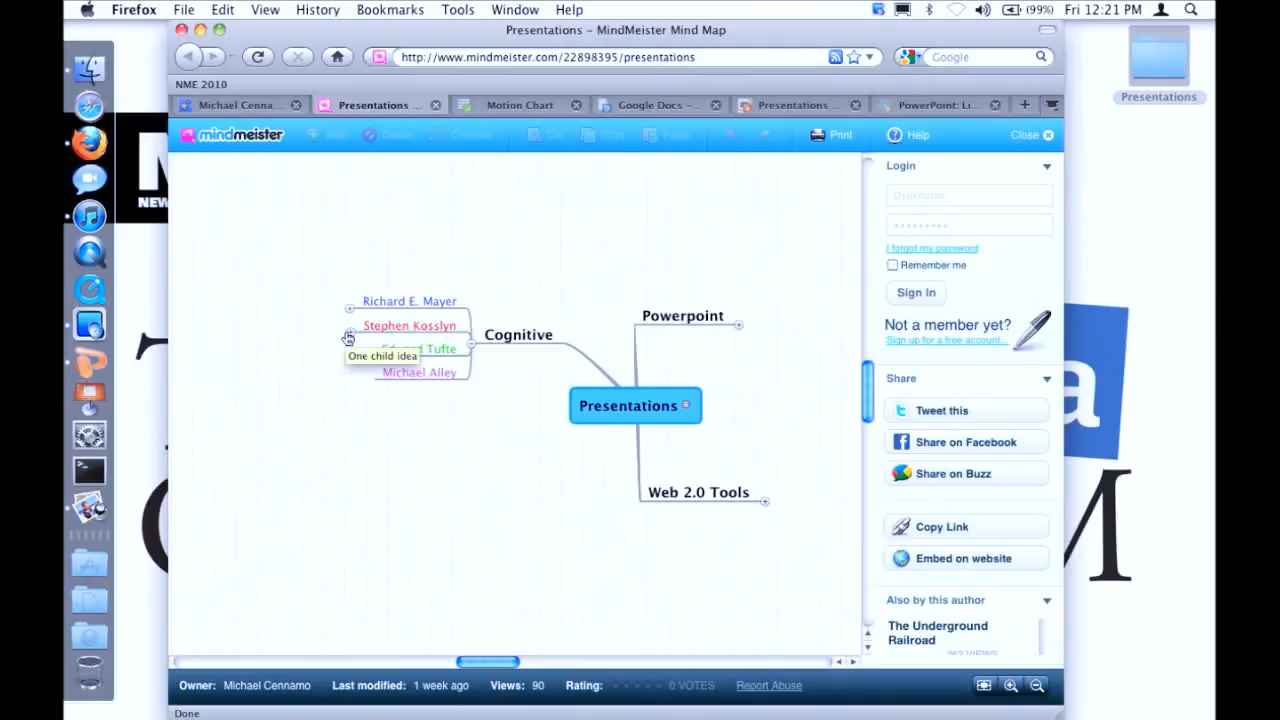 Firefox File Edit View History Bookmarks Tools Window Help (99%) Fri 12:21 PM
Presentations – MindMeister Mind Map
http://www.mindmeister.com/22898395/presentations Google
Presentations
NME 2010
Michael Cenna... Presentations ... Motion Chart Google Docs – ... Presentations ... PowerPoint: Li...
mindmeister Print Help Close
Login
Username
I forgot my password
Remember me
Sign In
Not a member yet?
Sign up for a free account...
Share
Tweet this
Share on Facebook
Share on Buzz
Copy Link
Embed on website
Also by this author
The Underground
Railroad
Richard E. Mayer
Stephen Kosslyn
Tufte
One child idea
Michael Alley
Cognitive
Powerpoint
Presentations
Web 2.0 Tools
NEW
a
M
Owner: Michael Cennamo Last modified: 1 week ago Views: 90 Rating: 0 VOTES Report Abuse
Done